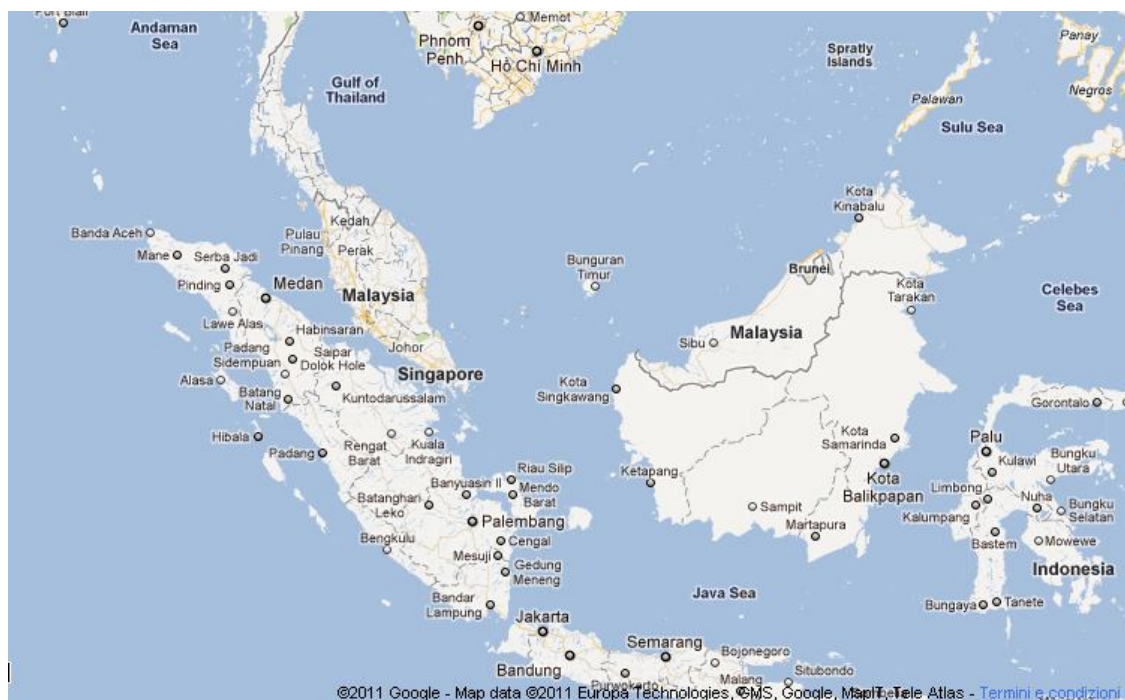 Port Blair
Andaman
Sea
Memot
Phnom
Penh
Hồ Chí Minh
Gulf of
Thailand
Spratly
Islands
Panay
Negros
Palawan
Sulu Sea
Kota
Kinabalu
Banda Aceh
Mane
Serba Jadi
Pinding
Medan
Lawe Alas
Kedah
Pulau
Pinang
Perak
Malaysia
Johor
Singapore
Bunguran
Timur
Brunei
Kota
Tarakan
Celebes
Sea
Malaysia
Sibu
Habinsaran
Padang
Sidempuan
Saipar
Dolok Hole
Alasa
Batang
Natal
Kuntodarussalam
Kota
Singkawang
Gorontalo
Hibala
Padang
Rengat
Barat
Kuala
Indragiri
Kota
Samarinda
Kota
Balikpapan
Palu
Kulawi
Bungku
Utara
Riau Silip
Mendo
Barat
Banyuasin II
Batanghari
Leko
Ketapang
Sampit
Martapura
Limbong
Kalumpang
Nuha
Bungku
Selatan
Palembang
Cengal
Bengkulu
Mesuji
Gedung
Meneng
Bastem
Mowewe
Indonesia
Bandar
Lampung
Java Sea
Bungaya
Tanete
Jakarta
Bandung
Semarang
Bojonegoro
Purwokerto
Malang
Situbondo
©2011 Google - Map data ©2011 Europa Technologies, GMS, Google, MapIT, Tele Atlas - Termini e condizioni